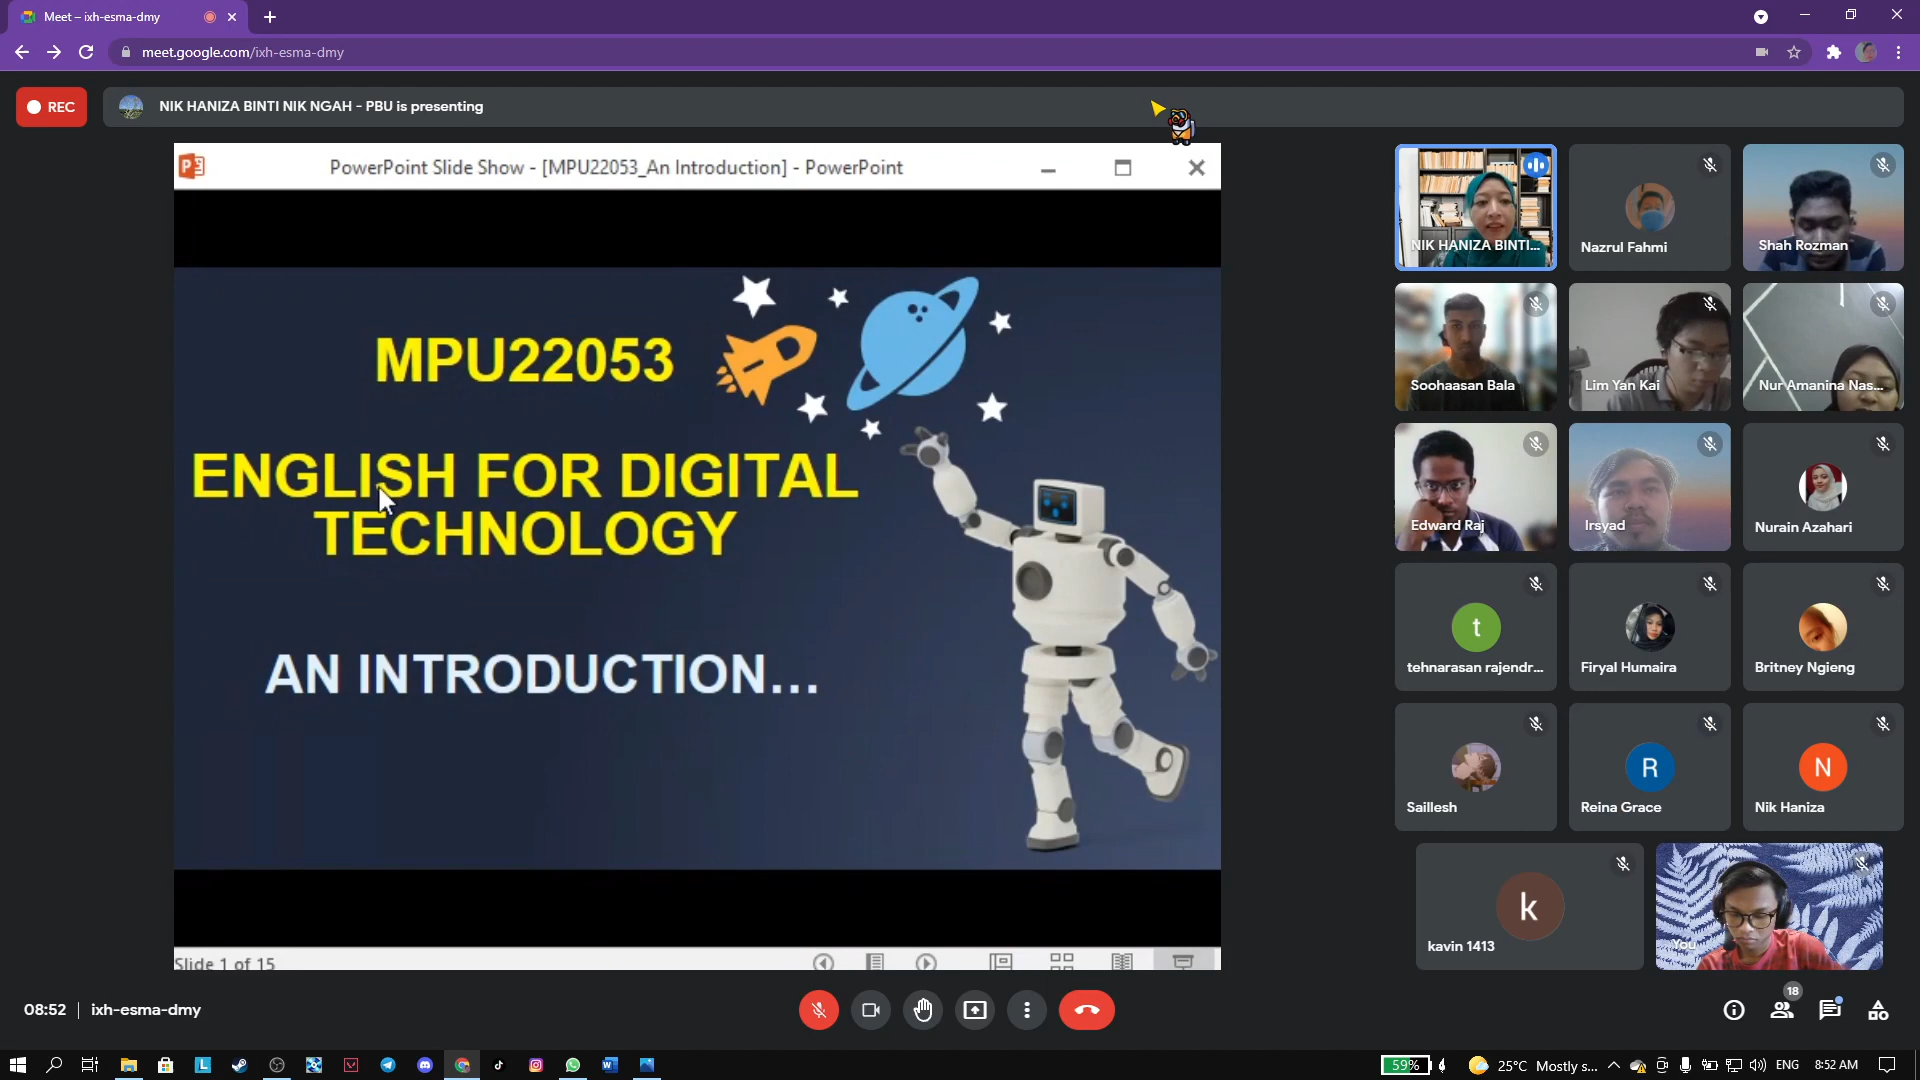 Meet – ixh-esma-dmy
meet.google.com/ixh-esma-dmy
REC
NIK HANIZA BINTI NIK NGAH - PBU is presenting
PowerPoint Slide Show - [MPU22053_An Introduction] - PowerPoint
MPU22053
ENGLISH FOR DIGITAL
TECHNOLOGY
AN INTRODUCTION...
Slide 1 of 15
NIK HANIZA BINTI...
Nazrul Fahmi
Shah Rozman
Soohaasan Bala
Lim Yan Kai
Nur Amanina Nas...
Edward Raj
Irsyad
Nurain Azahari
t
tehnarasan rajendr...
Firyal Humaira
Britney Ngieng
Saillesh
R
Reina Grace
N
Nik Haniza
k
kavin 1413
You
08:52 | ixh-esma-dmy
18
59%
25°C Mostly s...
ENG
8:52 AM